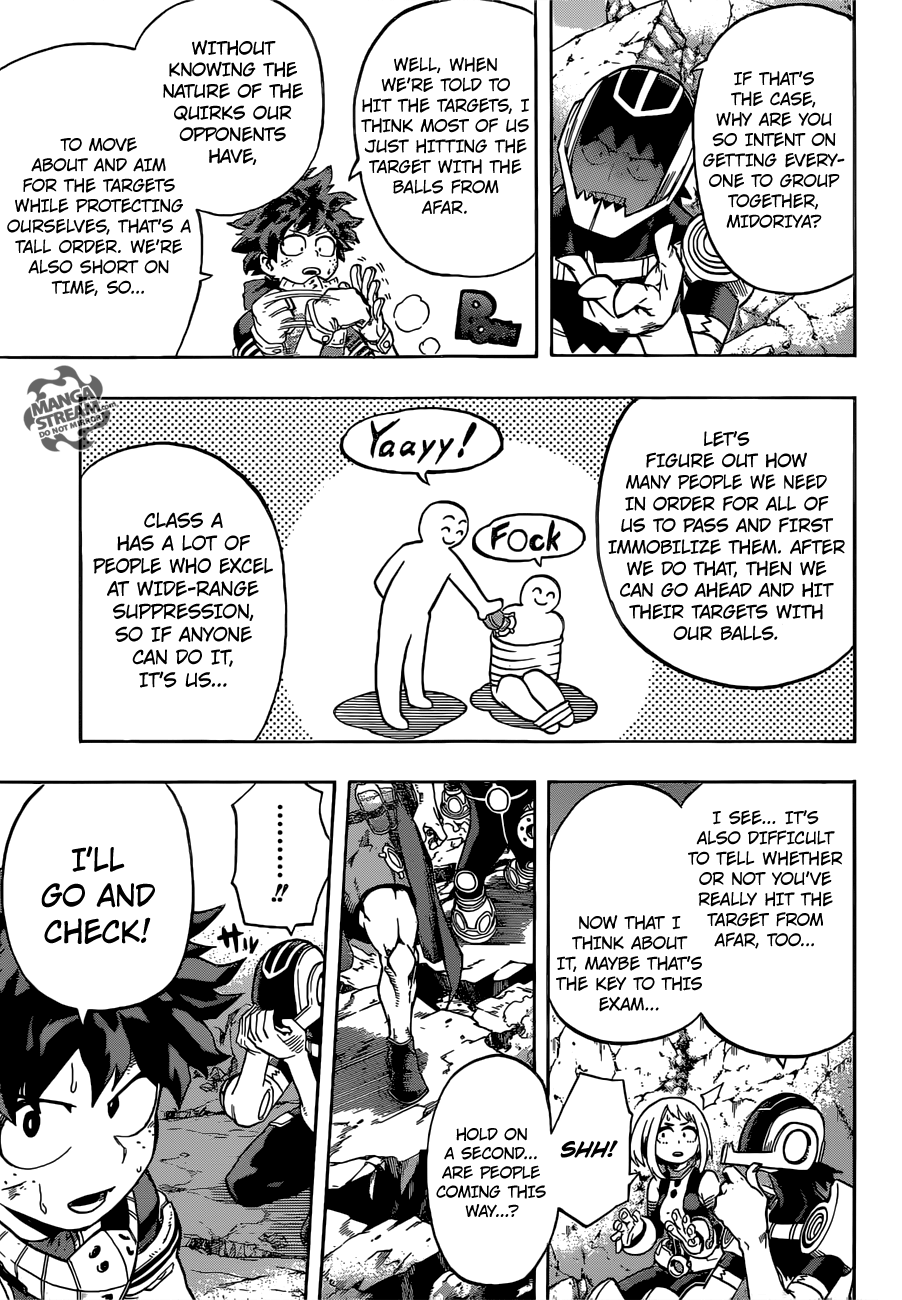 IF THAT'S
THE CASE,
WHY ARE YOU
SO INTENT ON
GETTING EVERY-
ONE TO GROUP
TOGETHER,
MIDORIYA?
WELL, WHEN
WE'RE TOLD TO
HIT THE TARGETS, I
THINK MOST OF US
JUST HITTING THE
TARGET WITH THE
BALLS FROM
AFAR.
WITHOUT
KNOWING THE
NATURE OF THE
QUIRKS OUR
OPPONENTS
HAVE,
TO MOVE
ABOUT AND AIM
FOR THE TARGETS
WHILE PROTECTING
OURSELVES, THAT'S A
TALL ORDER. WE'RE
ALSO SHORT ON
TIME, SO...
MANGA
STREAM.com
DO NOT MIRROR
LET'S
FIGURE OUT HOW
MANY PEOPLE WE NEED
IN ORDER FOR ALL OF
US TO PASS AND FIRST
IMMOBILIZE THEM. AFTER
WE DO THAT, THEN WE
CAN GO AHEAD AND HIT
THEIR TARGETS WITH
OUR BALLS.
Yaayy!
Fock
CLASS A
HAS A LOT OF
PEOPLE WHO EXCEL
AT WIDE-RANGE
SUPPRESSION,
SO IF ANYONE
CAN DO IT,
IT'S US...
I SEE... IT'S
ALSO DIFFICULT
TO TELL WHETHER
OR NOT YOU'VE
REALLY HIT THE
TARGET FROM
AFAR, TOO...
NOW THAT I
THINK ABOUT
IT, MAYBE THAT'S
THE KEY TO THIS
EXAM...
SHH!
HOLD ON
A SECOND...
ARE PEOPLE
COMING THIS
WAY...?
........!!
ザッ
I'LL
GO AND
CHECK!